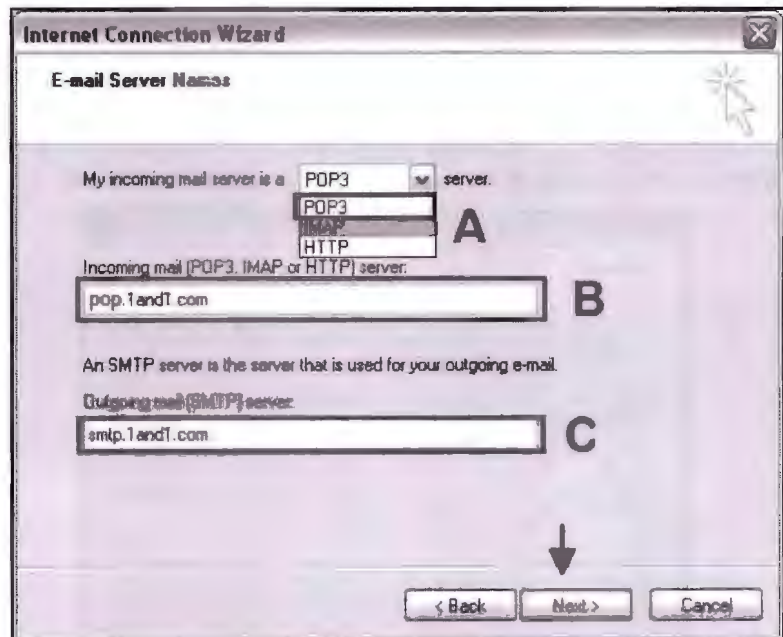 Internet Connection Wizard
E-mail Server Names
My incoming mail server is a POP3 server.
POP3
IMAP
HTTP
A
Incoming mail (POP3, IMAP or HTTP) server:
pop.1and1.com
B
An SMTP server is the server that is used for your outgoing e-mail.
Outgoing mail (SMTP) server:
smtp.1and1.com
C
< Back Next > Cancel